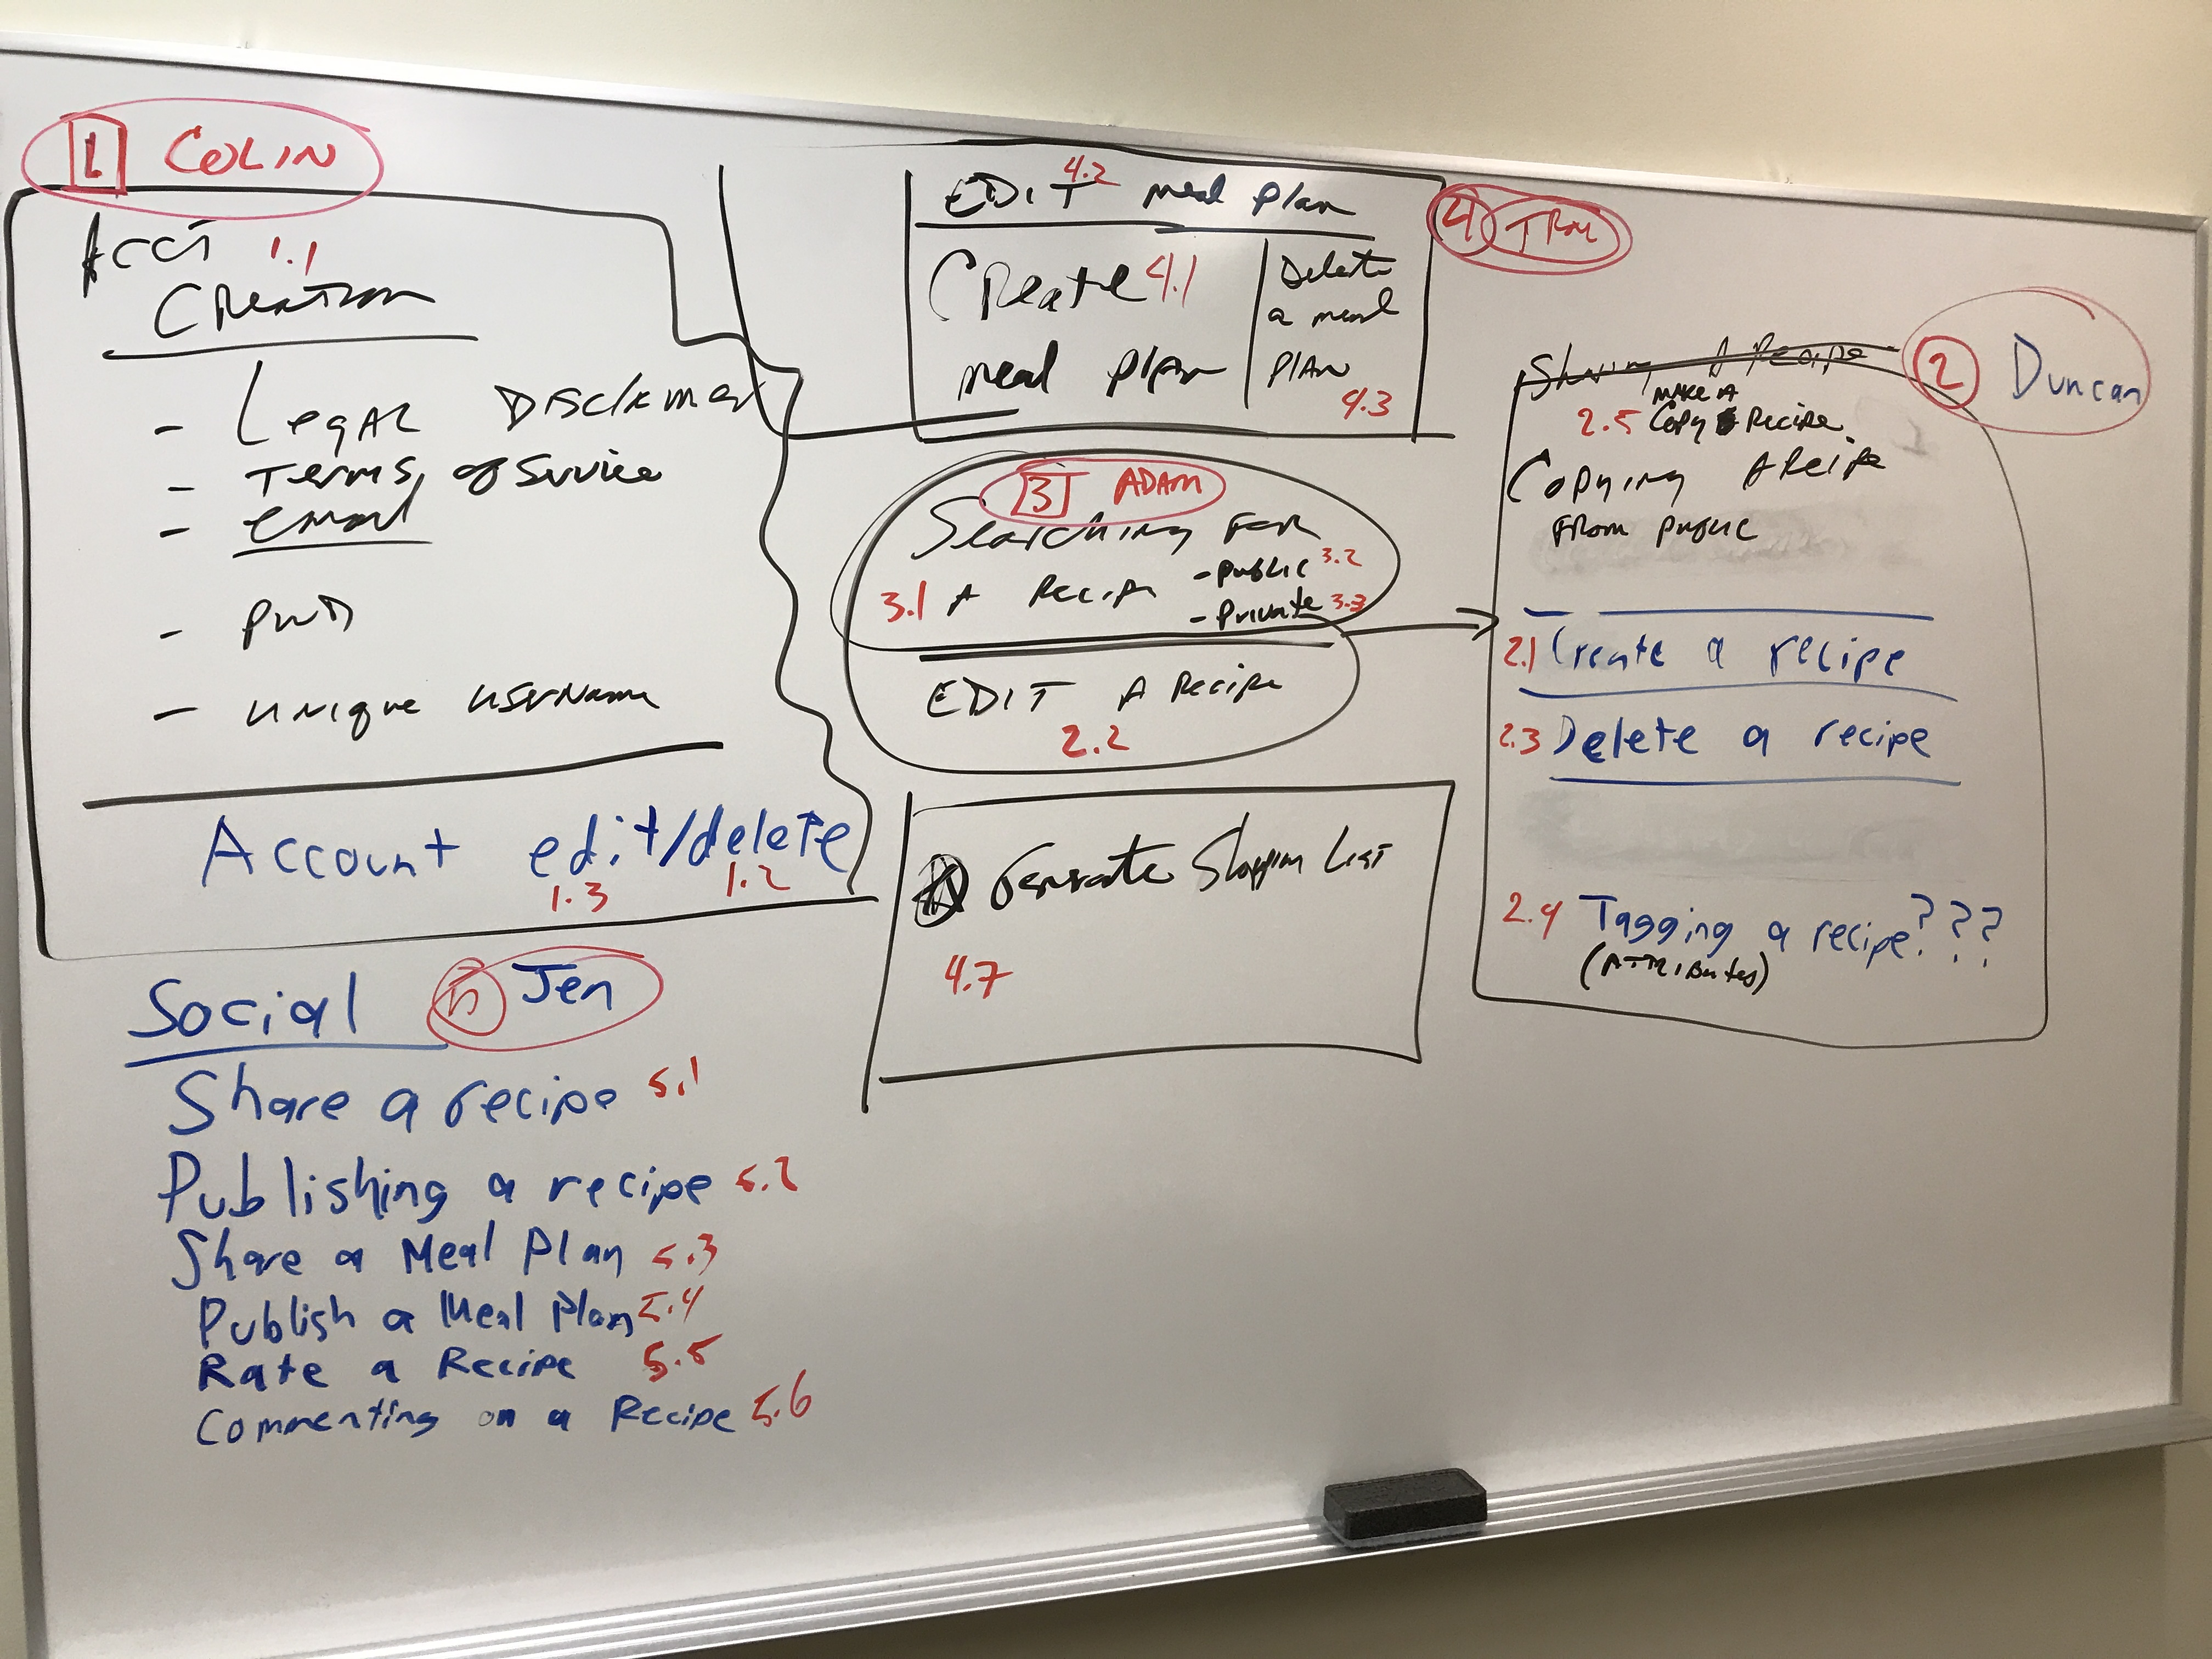 1 COLIN
Acct 1.1
Creation
- Legal Disclaimer
- Terms of Service
- email
- pwd
- unique username
Account edit/delete
1.3 1.2
Social 5 Jen
Share a recipe 5.1
Publishing a recipe 5.2
Share a Meal Plan 5.3
Publish a Meal Plan 5.4
Rate a Recipe 5.5
Commenting on a Recipe 5.6
EDIT 4.2 meal plan
Create 4.1
meal plan
Delete
a meal
PLAN
4.3
4
3 ADAM
Searching for
3.1 A Recipe - Public 3.2
- Private 3.3
EDIT A Recipe
2.2
Generate Shoppin List
4.7
2 Duncan
Sharing A Recipe
MAKE A
2.5 Copy Recipe
Copying A Recipe
From public
2.1 Create a recipe
2.3 Delete a recipe
2.4 Tagging a recipe???
(ATTRIButes)